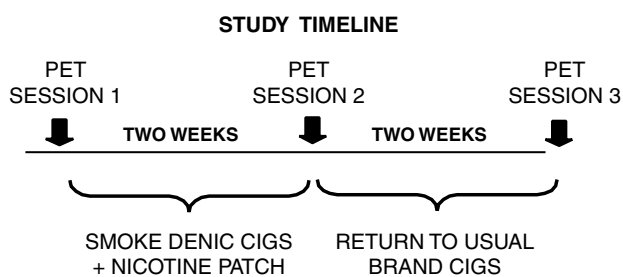 STUDY TIMELINE
PET
SESSION 1
PET
SESSION 2
PET
SESSION 3
TWO WEEKS
TWO WEEKS
SMOKE DENIC CIGS
+ NICOTINE PATCH
RETURN TO USUAL
BRAND CIGS